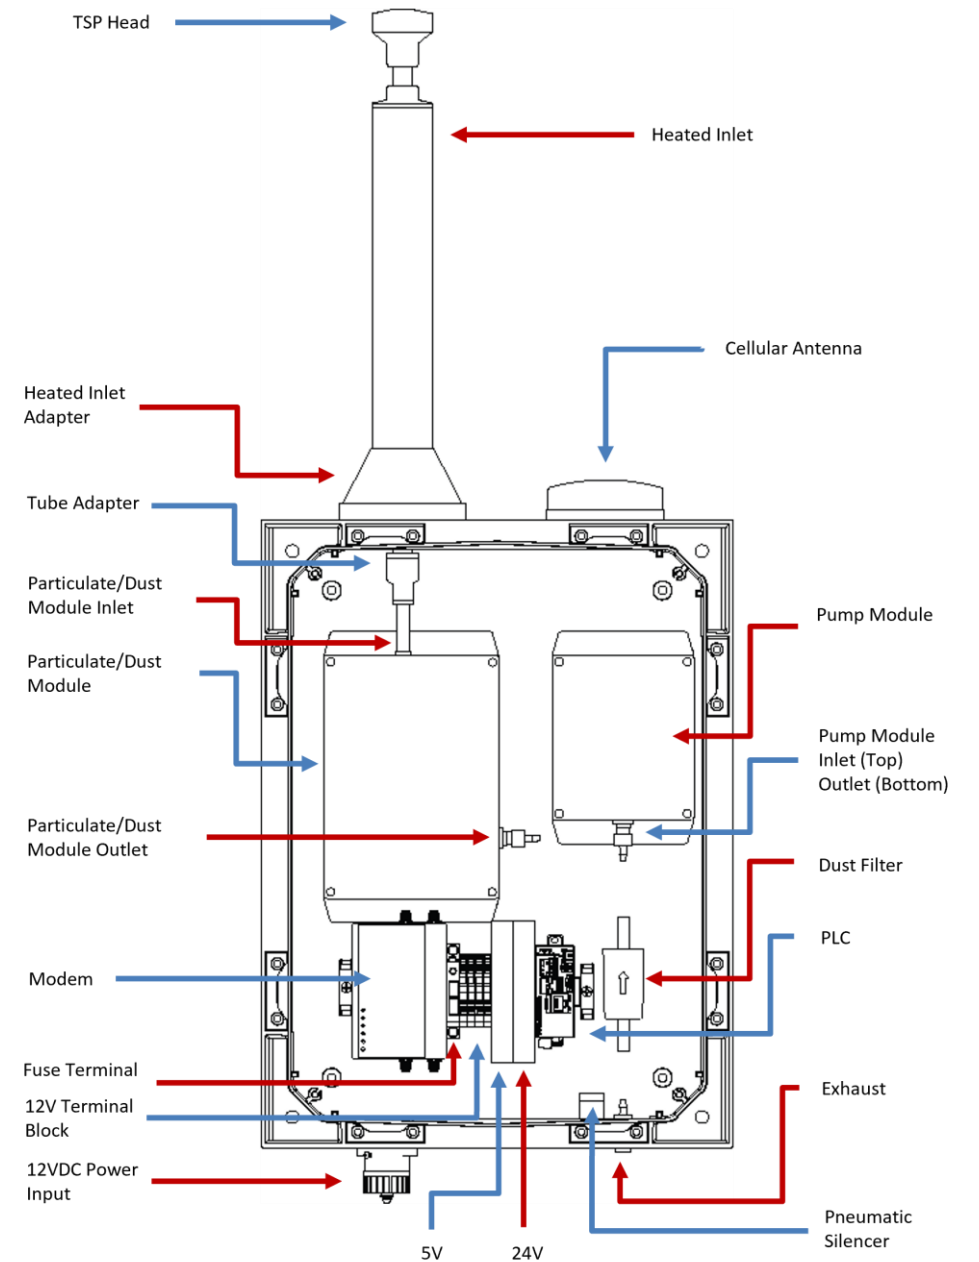 TSP Head
Heated Inlet
Cellular Antenna
Heated Inlet
Adapter
Tube Adapter
Particulate/Dust
Module Inlet
Pump Module
Particulate/Dust
Module
Pump Module
Inlet (Top)
Outlet (Bottom)
Particulate/Dust
Module Outlet
Dust Filter
PLC
Modem
Fuse Terminal
Exhaust
12V Terminal
Block
12VDC Power
Input
Pneumatic
Silencer
5V
24V